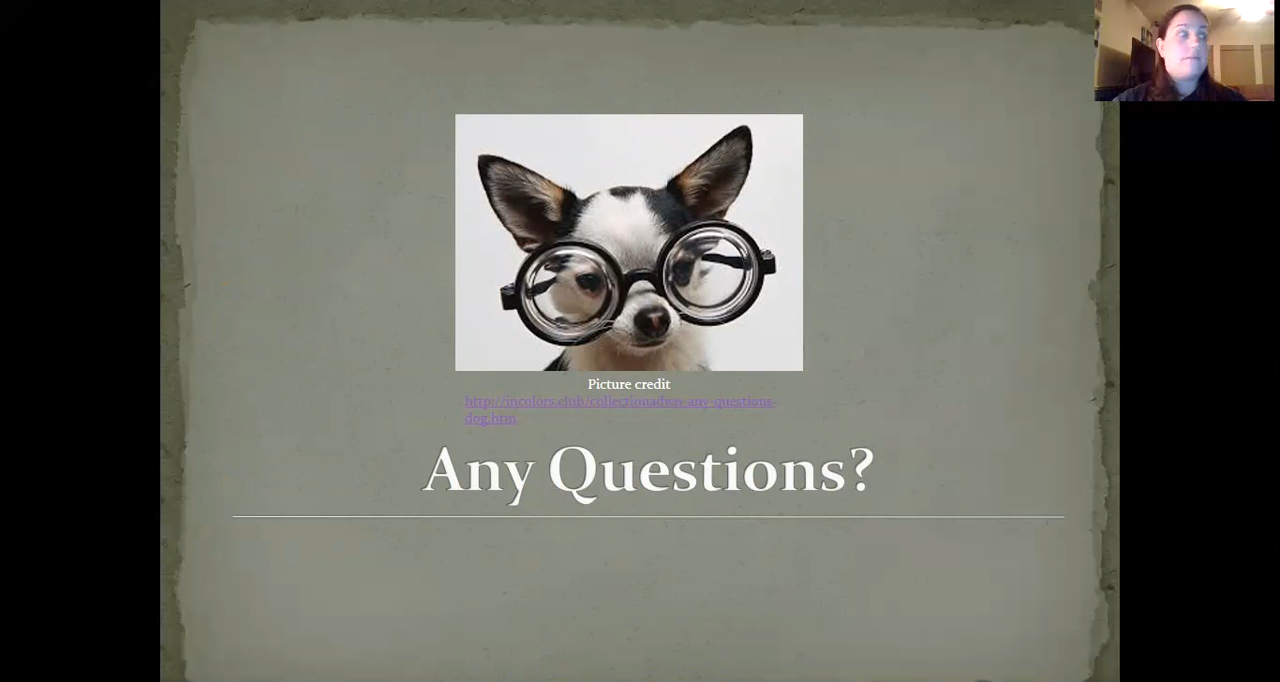 Picture credit
http://incolors.club/collectionadwn-any-questions-
dog.htm
Any Questions?